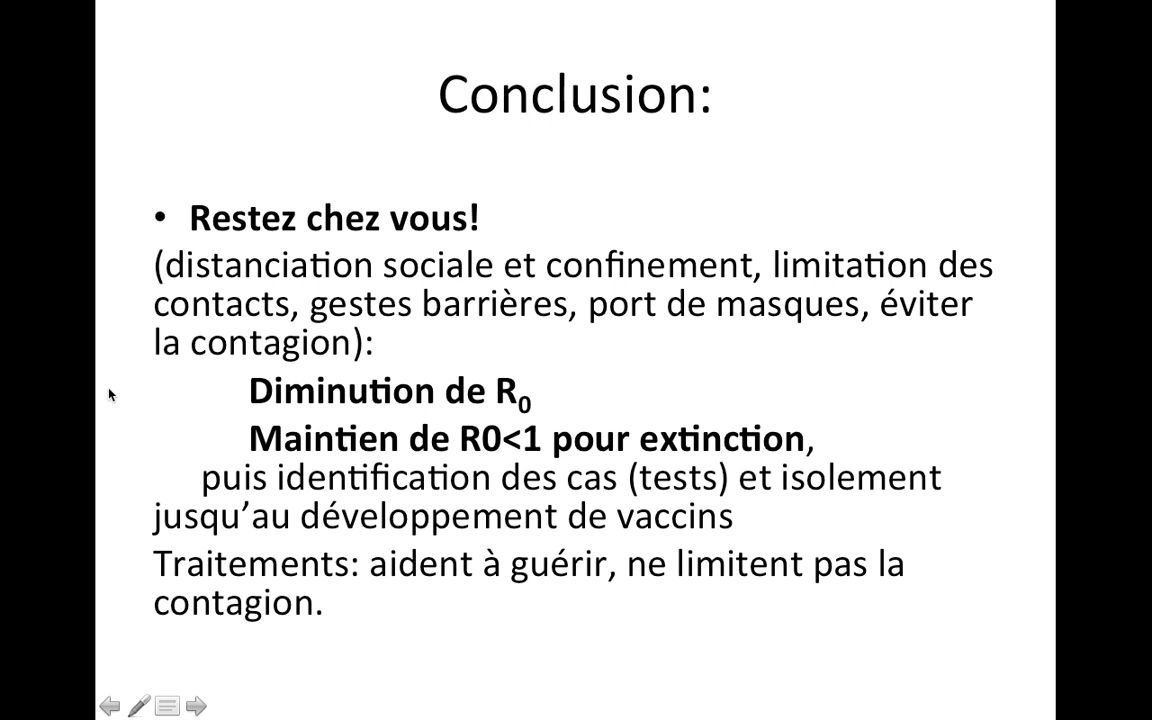 Conclusion:
• Restez chez vous!
(distanciation sociale et confinement, limitation des
contacts, gestes barrières, port de masques, éviter
la contagion):
Diminution de R₀
Maintien de R0<1 pour extinction,
puis identification des cas (tests) et isolement
jusqu’au développement de vaccins
Traitements: aident à guérir, ne limitent pas la
contagion.